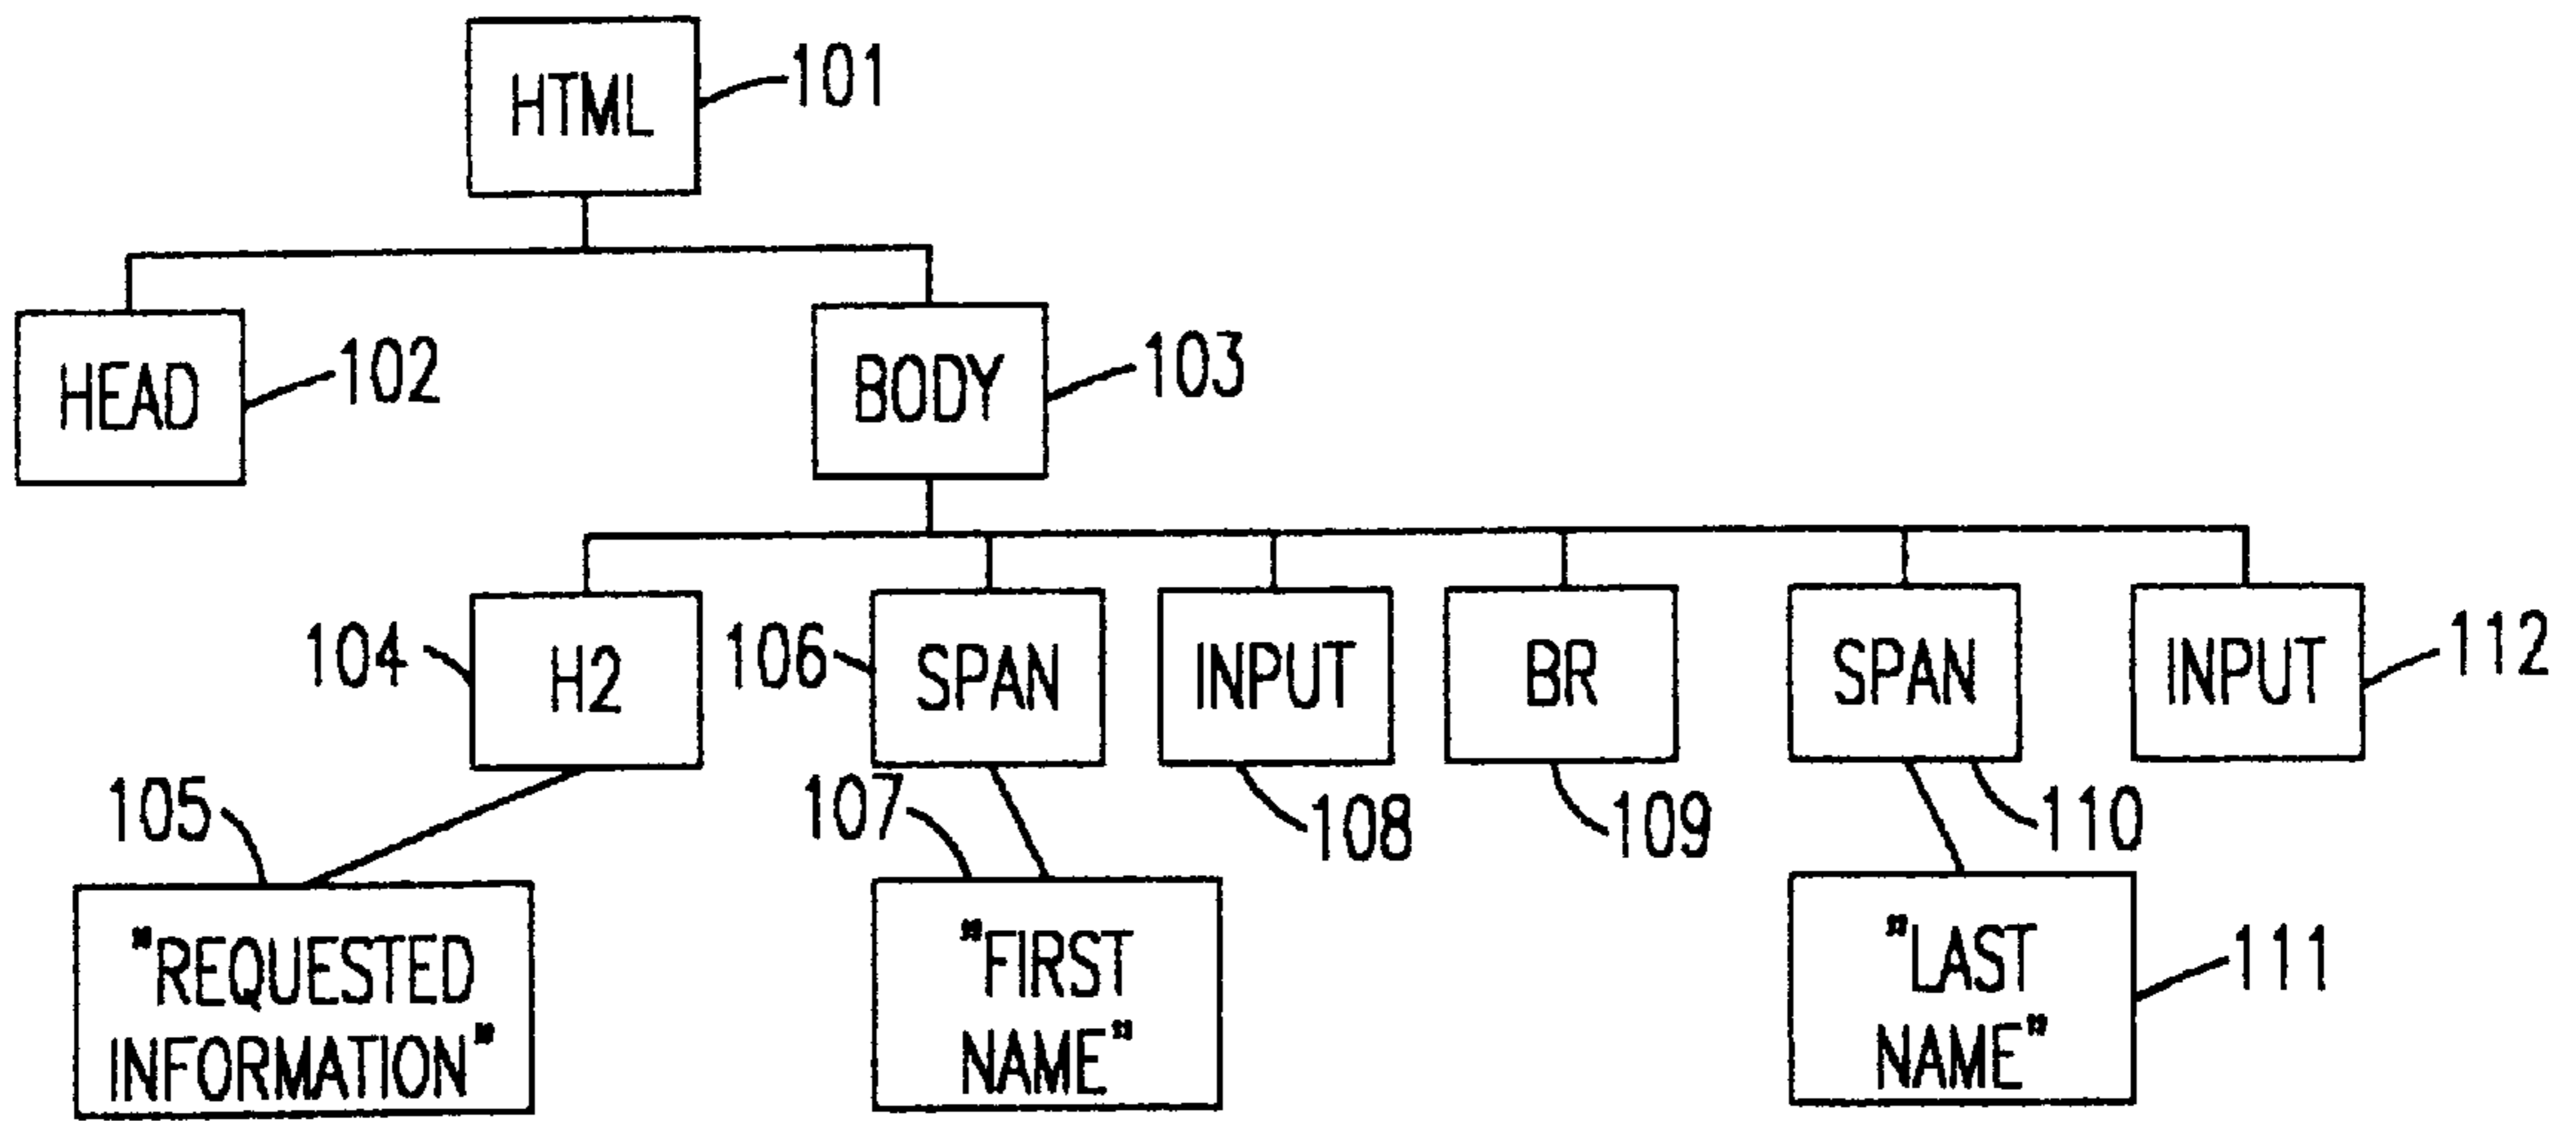 HTML
101
HEAD
102
BODY
103
104
H2
106
SPAN
INPUT
BR
SPAN
INPUT
112
105
107
108
109
110
"REQUESTED
INFORMATION"
"FIRST
NAME"
"LAST
NAME"
111